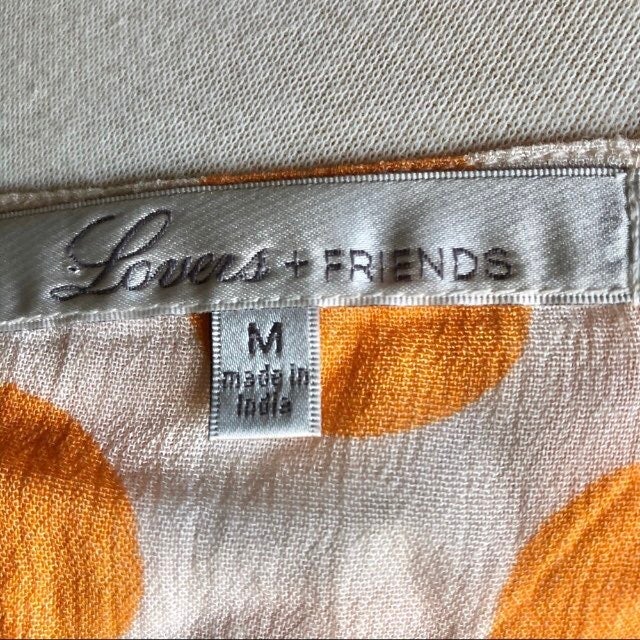 Lovers + FRIENDS
M
made in
india